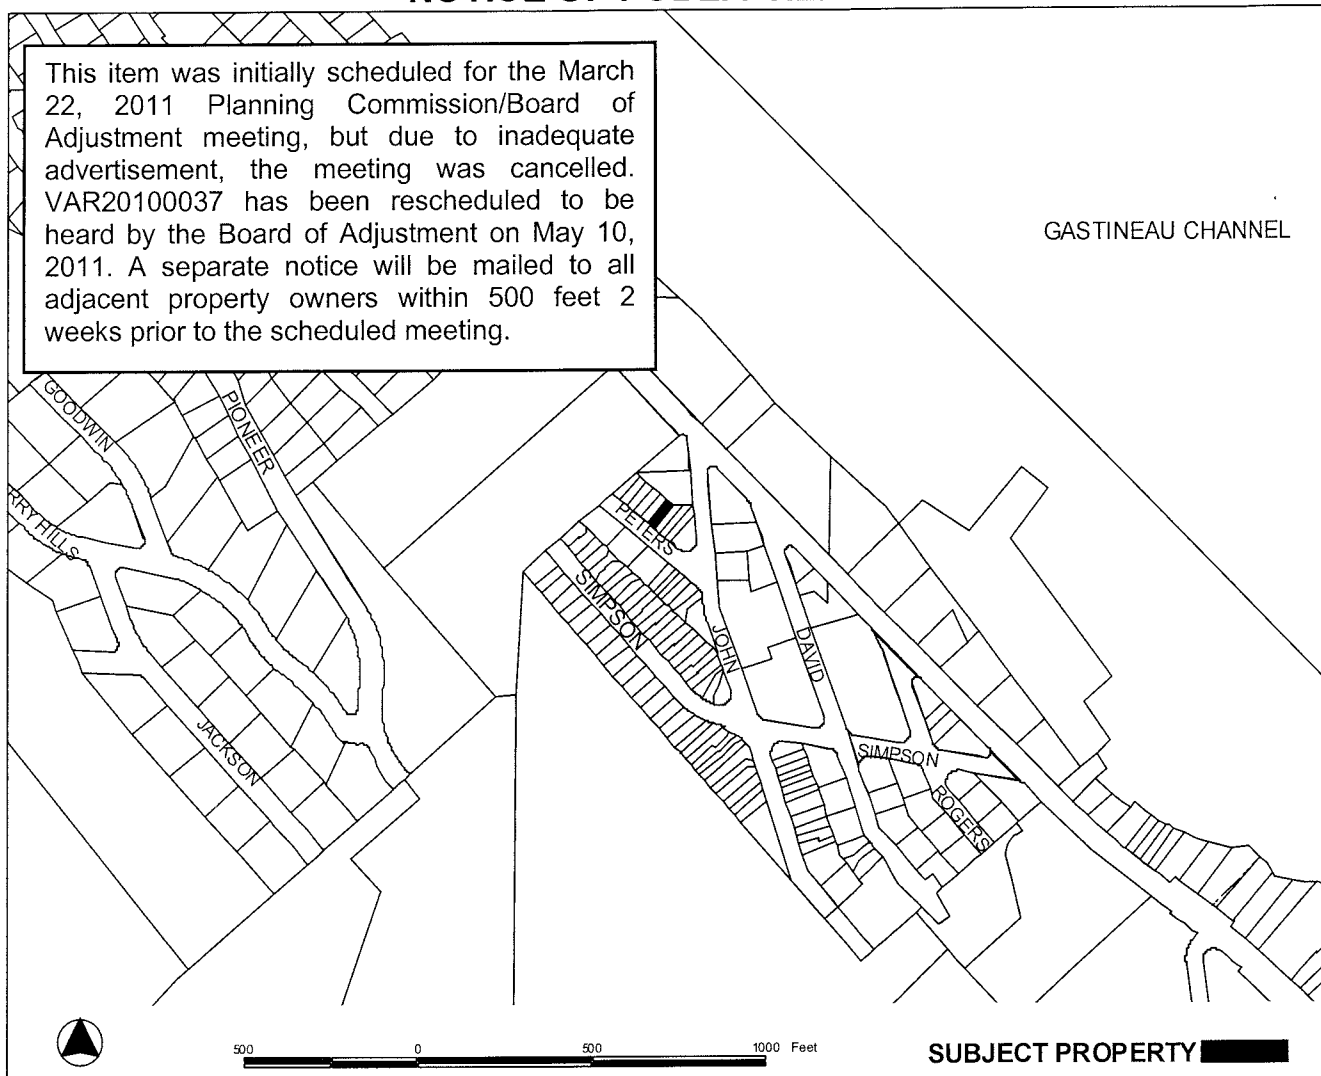 This item was initially scheduled for the March
22, 2011 Planning Commission/Board of
Adjustment meeting, but due to inadequate
advertisement, the meeting was cancelled.
VAR20100037 has been rescheduled to be
heard by the Board of Adjustment on May 10,
2011. A separate notice will be mailed to all
adjacent property owners within 500 feet 2
weeks prior to the scheduled meeting.
GASTINEAU CHANNEL
GOODWIN
PIONEER
RRY HILLS
PETERS
SIMPSON
JOHN
DAVID
JACKSON
SIMPSON
ROGERS
500 0 500 1000 Feet
SUBJECT PROPERTY